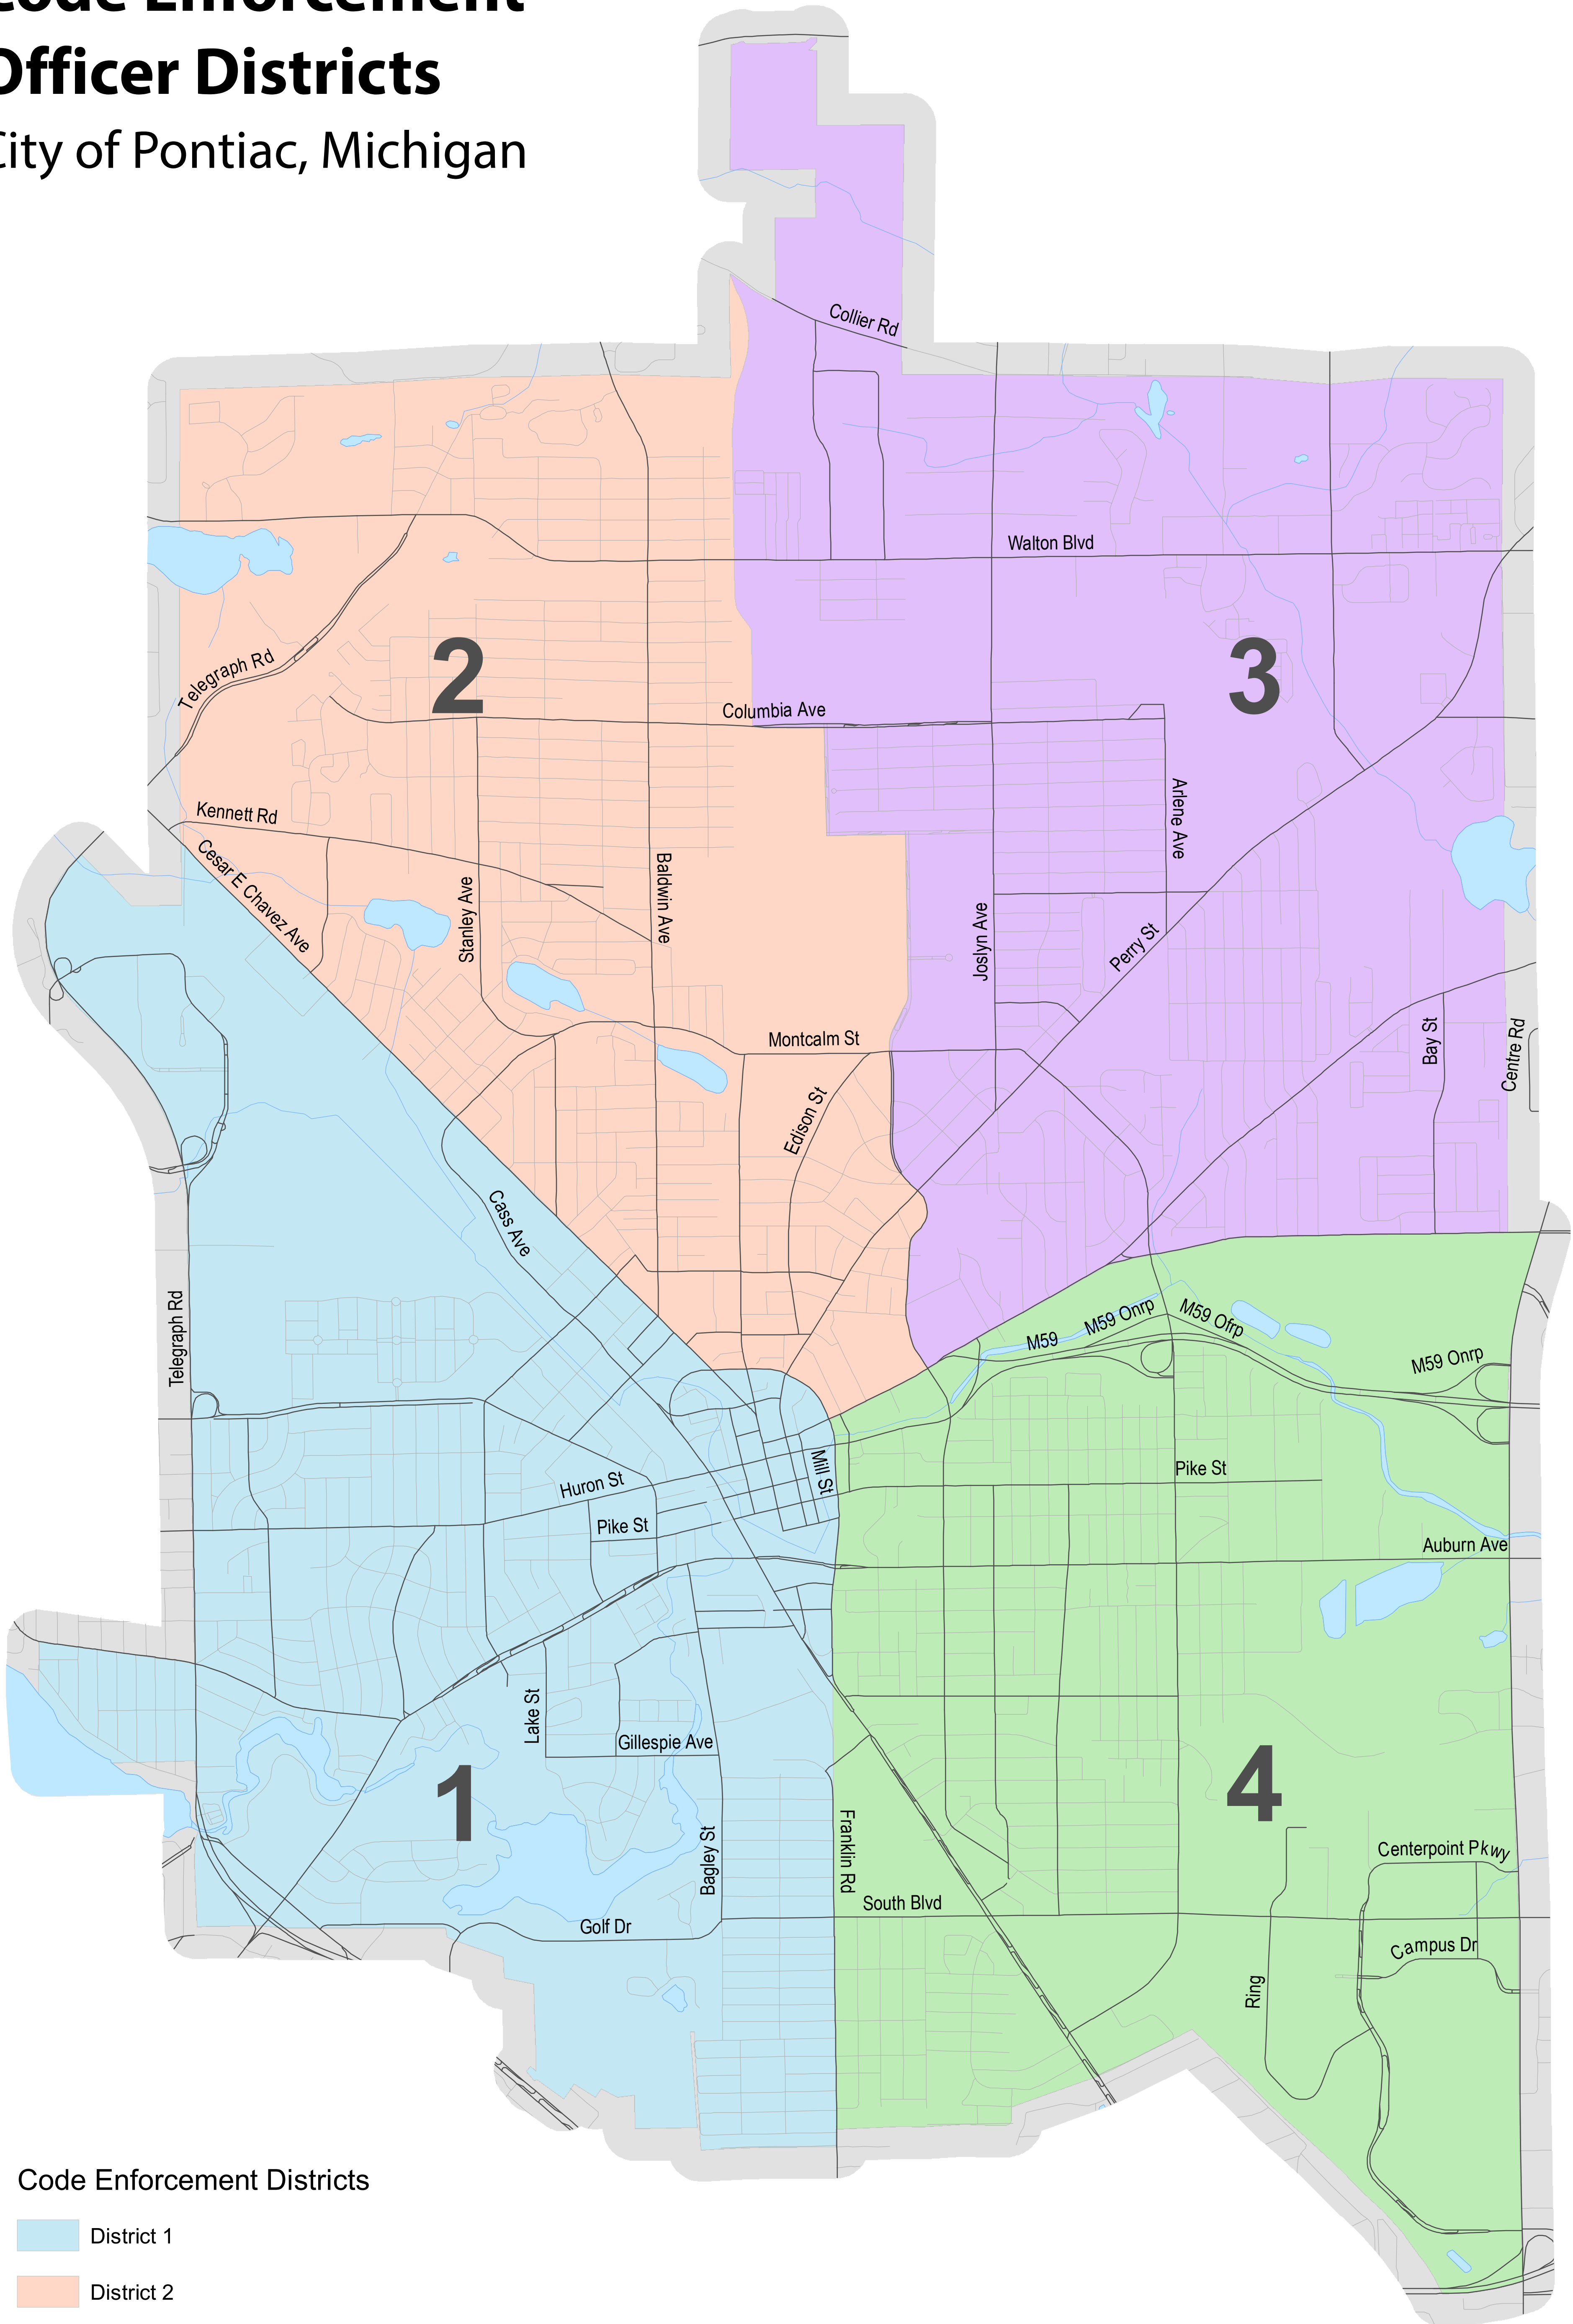 Code Enforcement
Officer Districts
City of Pontiac, Michigan
Collier Rd
Walton Blvd
2
3
Telegraph Rd
Columbia Ave
Kennett Rd
Arlene Ave
Cesar E Chavez Ave
Baldwin Ave
Stanley Ave
Joslyn Ave
Perry St
Montcalm St
Bay St
Centre Rd
Edison St
Cass Ave
Telegraph Rd
M59
M59 Onrp
M59 Ofrp
M59 Onrp
Mill St
Huron St
Pike St
Pike St
Auburn Ave
Lake St
Gillespie Ave
1
4
Bagley St
Franklin Rd
Centerpoint Pkwy
South Blvd
Golf Dr
Campus Dr
Ring
Code Enforcement Districts
District 1
District 2